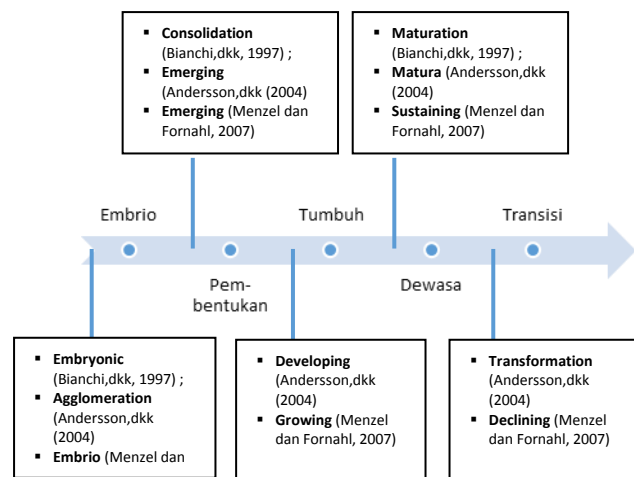 ▪ Consolidation
(Bianchi,dkk, 1997) ;
▪ Emerging
(Andersson,dkk (2004)
▪ Emerging (Menzel dan
Fornahl, 2007)
▪ Maturation
(Bianchi,dkk, 1997) ;
▪ Matura (Andersson,dkk
(2004)
▪ Sustaining (Menzel dan
Fornahl, 2007)
Embrio
Tumbuh
Transisi
Pem-
bentukan
Dewasa
▪ Embryonic
(Bianchi,dkk, 1997) ;
▪ Agglomeration
(Andersson,dkk
(2004)
▪ Embrio (Menzel dan
▪ Developing
(Andersson,dkk
(2004)
▪ Growing (Menzel
dan Fornahl, 2007)
▪ Transformation
(Andersson,dkk
(2004)
▪ Declining (Menzel
dan Fornahl, 2007)